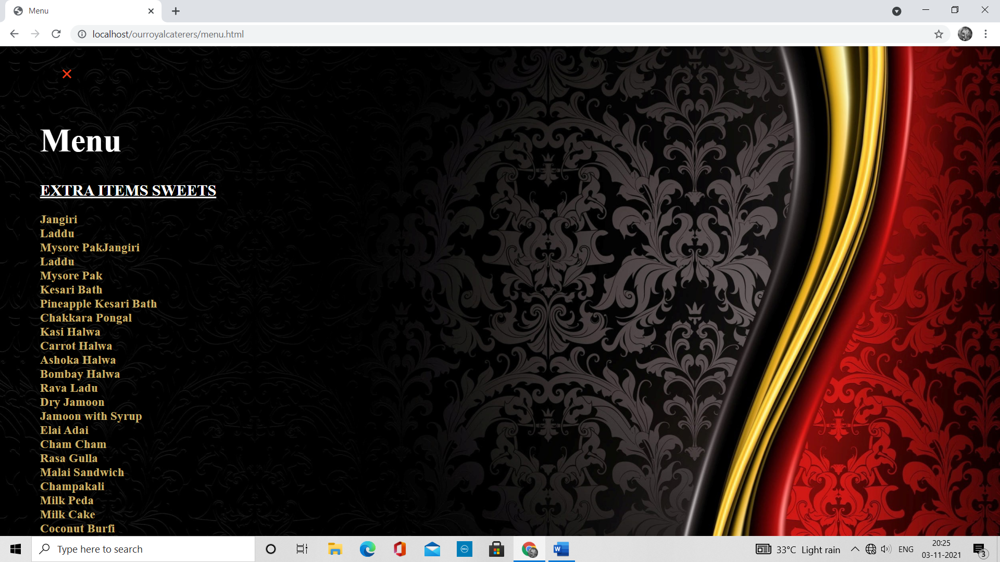 Menu
localhost/ourroyalcaterers/menu.html
Menu
EXTRA ITEMS SWEETS
Jangiri
Laddu
Mysore PakJangiri
Laddu
Mysore Pak
Kesari Bath
Pineapple Kesari Bath
Chakkara Pongal
Kasi Halwa
Carrot Halwa
Ashoka Halwa
Bombay Halwa
Rava Ladu
Dry Jamoon
Jamoon with Syrup
Elai Adai
Cham Cham
Rasa Gulla
Malai Sandwich
Champakali
Milk Peda
Milk Cake
Coconut Burfi
Type here to search
DELL
W
33°C Light rain
ENG
20:25
03-11-2021
3